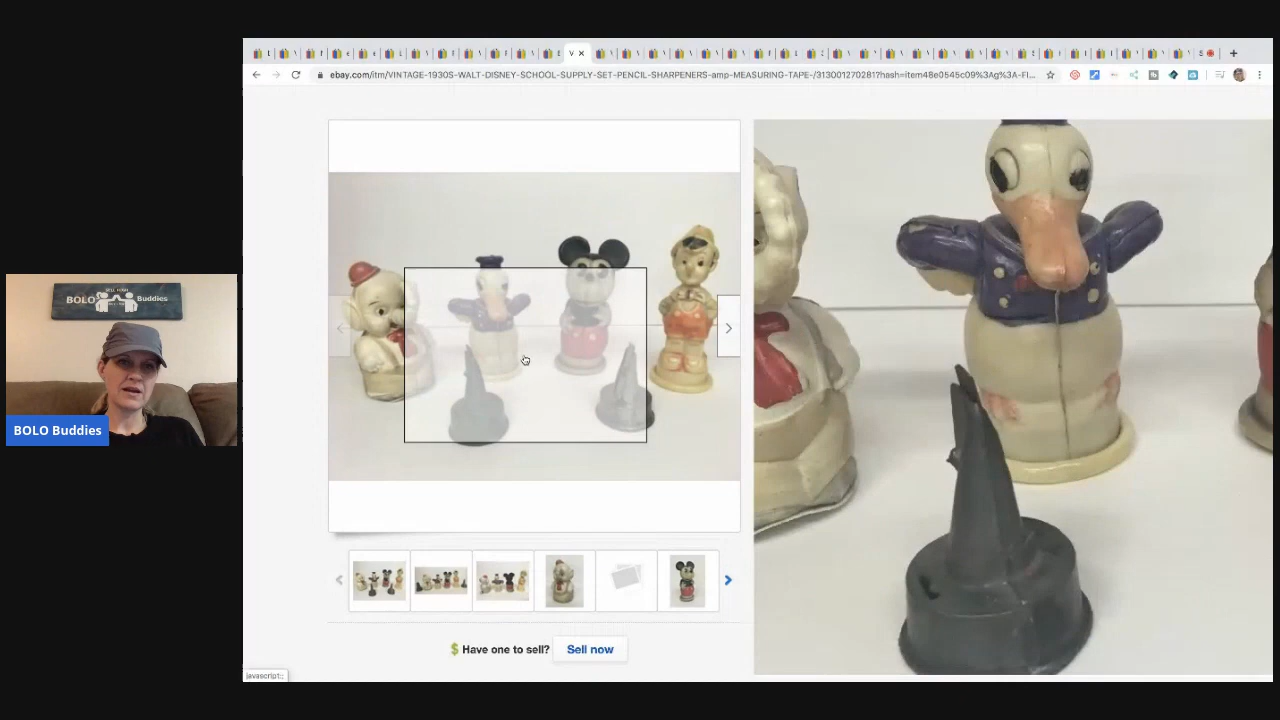 ebay.com/itm/VINTAGE-1930S-WALT-DISNEY-SCHOOL-SUPPLY-SET-PENCIL-SHARPENERS-amp-MEASURING-TAPE-/313001270281?hash=item48e0545c09%3Ag%3A-FI...
BOLO
Buddies
BOLO Buddies
Have one to sell?
Sell now
javascript:;